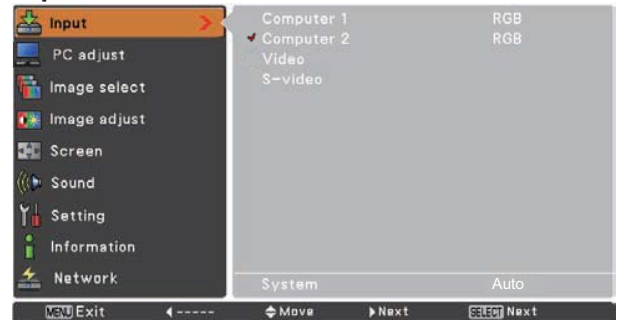 Input
PC adjust
Image select
Image adjust
Screen
Sound
Setting
Information
Network
Computer 1 RGB
Computer 2 RGB
Video
S-video
System Auto
MENU Exit ----- Move Next SELECT Next